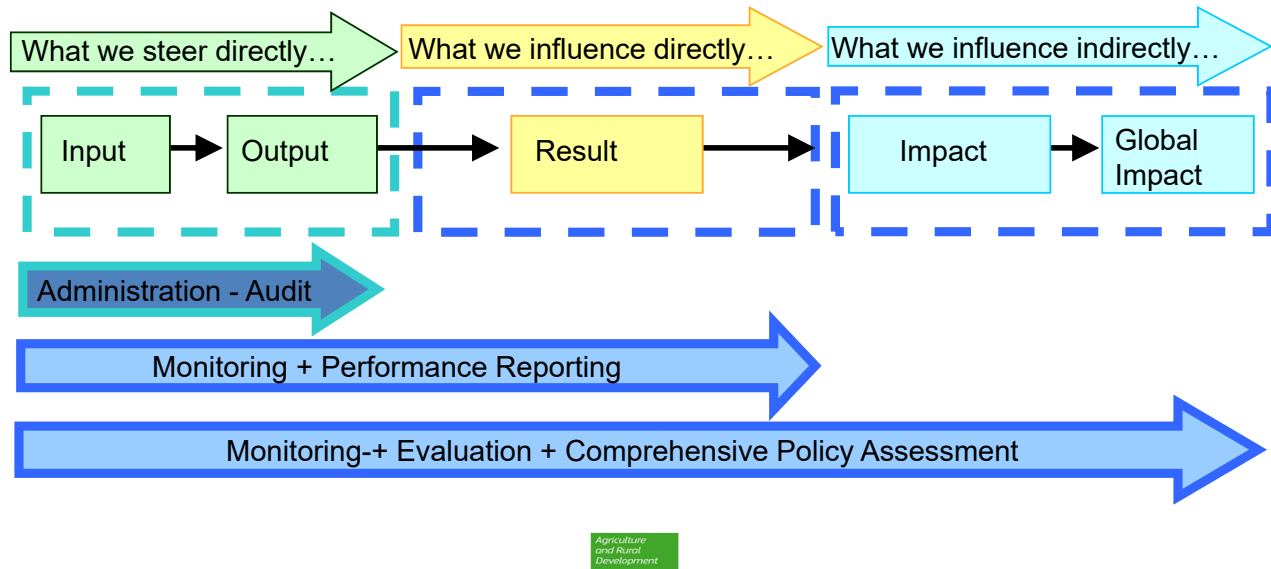 What we steer directly…
What we influence directly…
What we influence indirectly…
Input
Output
Result
Impact
Global
Impact
Administration - Audit
Monitoring + Performance Reporting
Monitoring-+ Evaluation + Comprehensive Policy Assessment
Agriculture
and Rural
Development